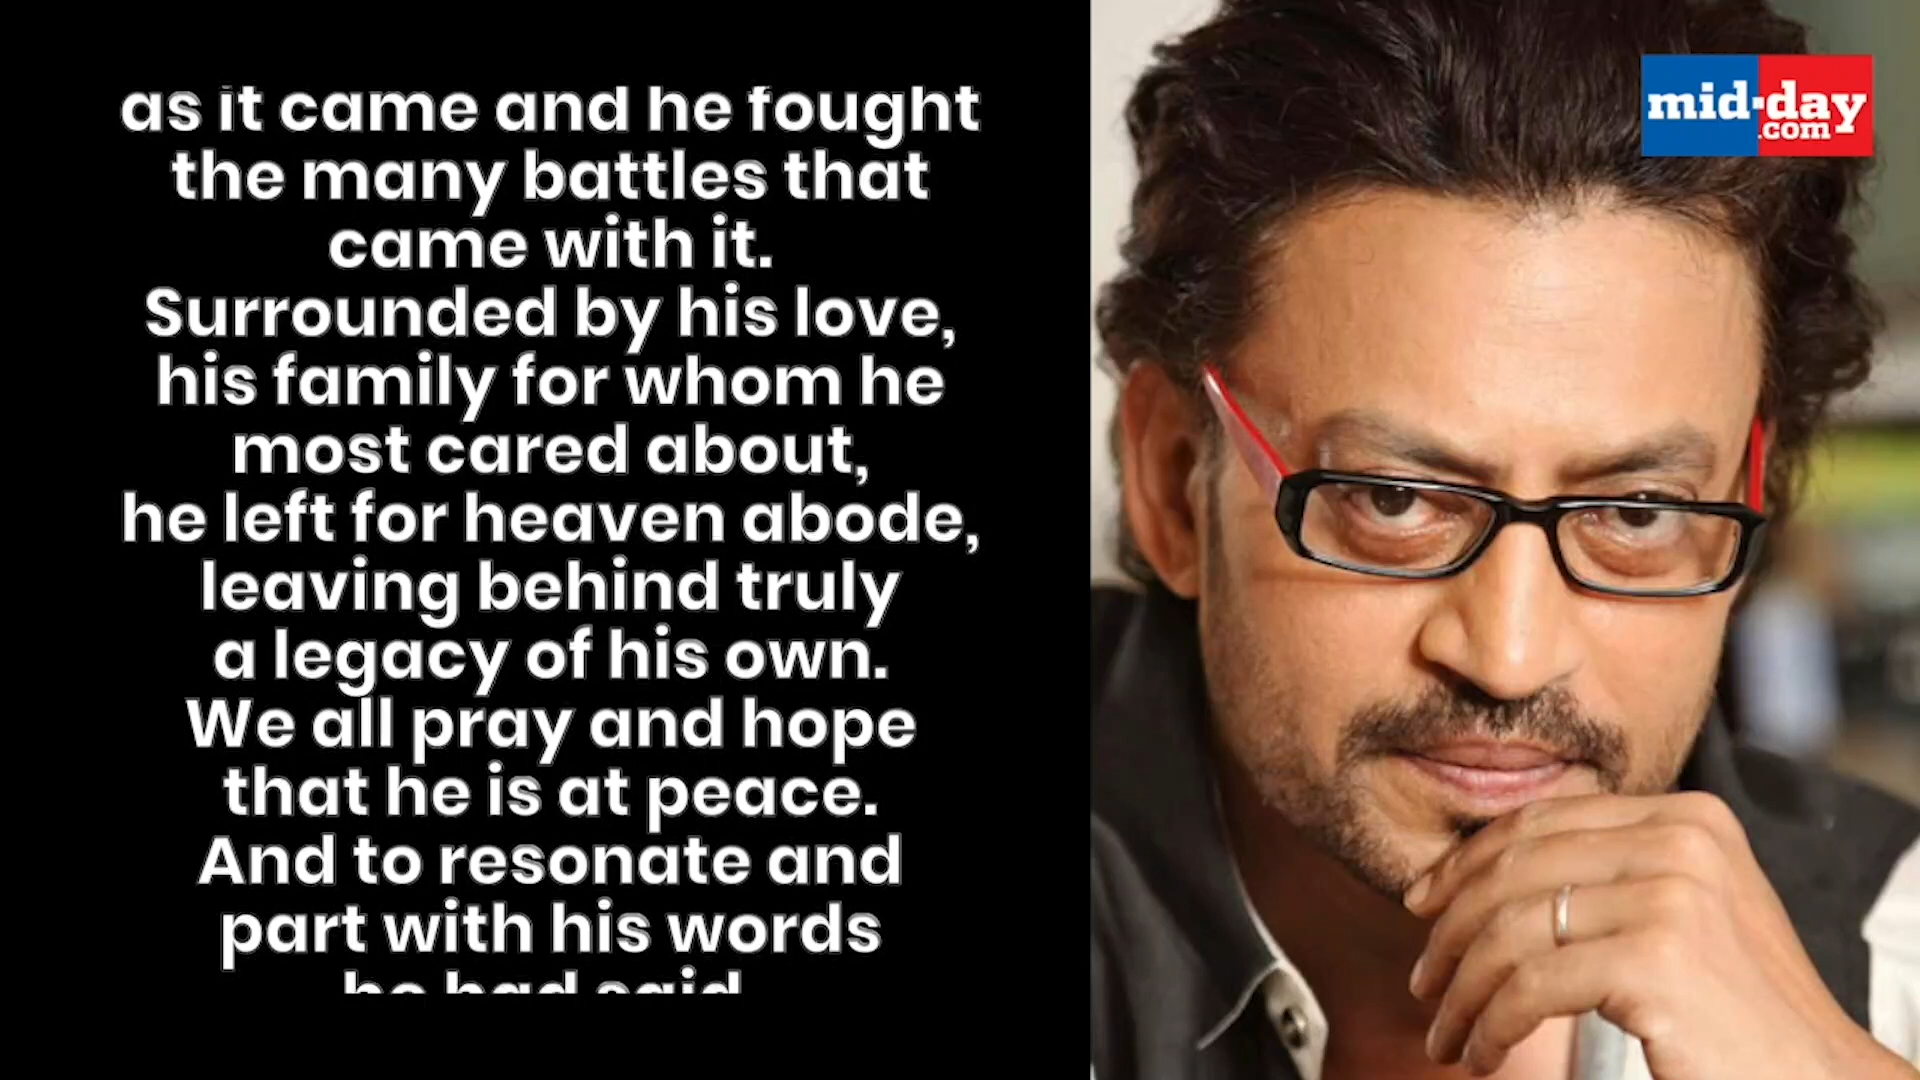 as it came and he fought
the many battles that
came with it.
Surrounded by his love,
his family for whom he
most cared about,
he left for heaven abode,
leaving behind truly
a legacy of his own.
We all pray and hope
that he is at peace.
And to resonate and
part with his words
he had said
mid-day
.com